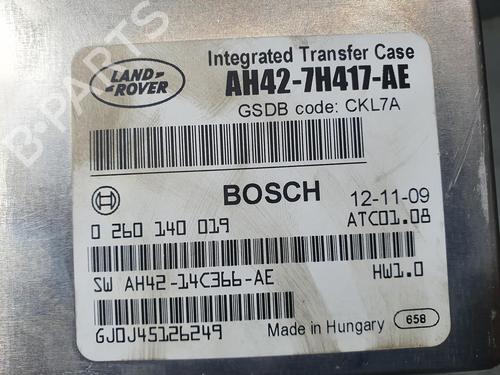 Integrated Transfer Case
LAND-
ROVER
AH42-7H417-AE
GSDB code: CKL7A
BOSCH
12-11-09
0 260 140 019
ATC01.08
SW AH42-14C366-AE
HW1.0
GJ0J45126249
Made in Hungary
658
B-PARTS